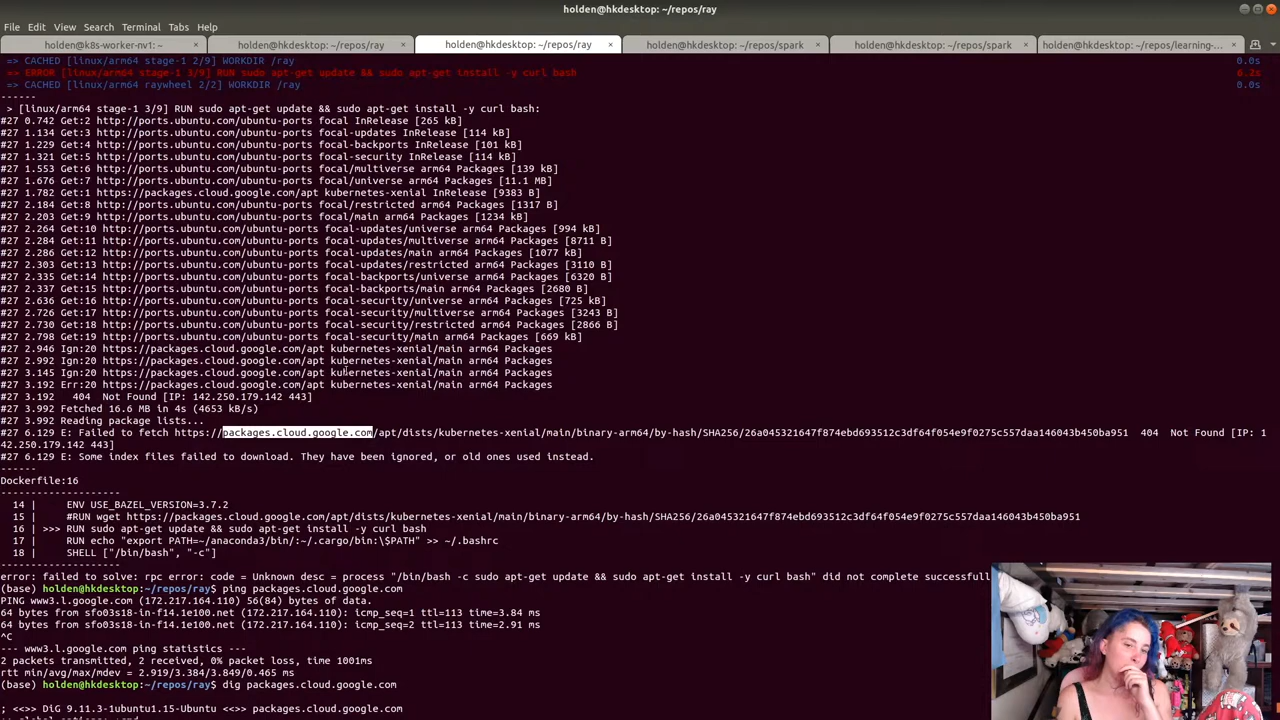 holden@hkdesktop: ~/repos/ray
File Edit View Search Terminal Tabs Help
holden@k8s-worker-nv1: ~ × holden@hkdesktop: ~/repos/ray × holden@hkdesktop: ~/repos/ray × holden@hkdesktop: ~/repos/spark × holden@hkdesktop: ~/repos/spark × holden@hkdesktop: ~/repos/learning-... ×
=> CACHED [linux/arm64 stage-1 2/9] WORKDIR /ray 0.0s
=> ERROR [linux/arm64 stage-1 3/9] RUN sudo apt-get update && sudo apt-get install -y curl bash 6.2s
=> CACHED [linux/arm64 raywheel 2/2] WORKDIR /ray 0.0s
------
> [linux/arm64 stage-1 3/9] RUN sudo apt-get update && sudo apt-get install -y curl bash:
#27 0.742 Get:2 http://ports.ubuntu.com/ubuntu-ports focal InRelease [265 kB]
#27 1.134 Get:3 http://ports.ubuntu.com/ubuntu-ports focal-updates InRelease [114 kB]
#27 1.229 Get:4 http://ports.ubuntu.com/ubuntu-ports focal-backports InRelease [101 kB]
#27 1.321 Get:5 http://ports.ubuntu.com/ubuntu-ports focal-security InRelease [114 kB]
#27 1.553 Get:6 http://ports.ubuntu.com/ubuntu-ports focal/multiverse arm64 Packages [139 kB]
#27 1.676 Get:7 http://ports.ubuntu.com/ubuntu-ports focal/universe arm64 Packages [11.1 MB]
#27 1.782 Get:1 https://packages.cloud.google.com/apt kubernetes-xenial InRelease [9383 B]
#27 2.184 Get:8 http://ports.ubuntu.com/ubuntu-ports focal/restricted arm64 Packages [1317 B]
#27 2.203 Get:9 http://ports.ubuntu.com/ubuntu-ports focal/main arm64 Packages [1234 kB]
#27 2.264 Get:10 http://ports.ubuntu.com/ubuntu-ports focal-updates/universe arm64 Packages [994 kB]
#27 2.284 Get:11 http://ports.ubuntu.com/ubuntu-ports focal-updates/multiverse arm64 Packages [8711 B]
#27 2.286 Get:12 http://ports.ubuntu.com/ubuntu-ports focal-updates/main arm64 Packages [1077 kB]
#27 2.303 Get:13 http://ports.ubuntu.com/ubuntu-ports focal-updates/restricted arm64 Packages [3110 B]
#27 2.335 Get:14 http://ports.ubuntu.com/ubuntu-ports focal-backports/universe arm64 Packages [6320 B]
#27 2.337 Get:15 http://ports.ubuntu.com/ubuntu-ports focal-backports/main arm64 Packages [2680 B]
#27 2.636 Get:16 http://ports.ubuntu.com/ubuntu-ports focal-security/universe arm64 Packages [725 kB]
#27 2.726 Get:17 http://ports.ubuntu.com/ubuntu-ports focal-security/multiverse arm64 Packages [3243 B]
#27 2.730 Get:18 http://ports.ubuntu.com/ubuntu-ports focal-security/restricted arm64 Packages [2866 B]
#27 2.798 Get:19 http://ports.ubuntu.com/ubuntu-ports focal-security/main arm64 Packages [669 kB]
#27 2.946 Ign:20 https://packages.cloud.google.com/apt kubernetes-xenial/main arm64 Packages
#27 2.992 Ign:20 https://packages.cloud.google.com/apt kubernetes-xenial/main arm64 Packages
#27 3.145 Ign:20 https://packages.cloud.google.com/apt kubernetes-xenial/main arm64 Packages
#27 3.192 Err:20 https://packages.cloud.google.com/apt kubernetes-xenial/main arm64 Packages
#27 3.192 404 Not Found [IP: 142.250.179.142 443]
#27 3.992 Fetched 16.6 MB in 4s (4653 kB/s)
#27 3.992 Reading package lists...
#27 6.129 E: Failed to fetch https://packages.cloud.google.com/apt/dists/kubernetes-xenial/main/binary-arm64/by-hash/SHA256/26a045321647f874ebd693512c3df64f054e9f0275c557daa146043b450ba951 404 Not Found [IP: 1
42.250.179.142 443]
#27 6.129 E: Some index files failed to download. They have been ignored, or old ones used instead.
------
Dockerfile:16
--------------------
14 | ENV USE_BAZEL_VERSION=3.7.2
15 | #RUN wget https://packages.cloud.google.com/apt/dists/kubernetes-xenial/main/binary-arm64/by-hash/SHA256/26a045321647f874ebd693512c3df64f054e9f0275c557daa146043b450ba951
16 | >>> RUN sudo apt-get update && sudo apt-get install -y curl bash
17 | RUN echo "export PATH=~/anaconda3/bin/:~/.cargo/bin:\$PATH" >> ~/.bashrc
18 | SHELL ["/bin/bash", "-c"]
--------------------
error: failed to solve: rpc error: code = Unknown desc = process "/bin/bash -c sudo apt-get update && sudo apt-get install -y curl bash" did not complete successfull
(base) holden@hkdesktop:~/repos/ray$ ping packages.cloud.google.com
PING www3.l.google.com (172.217.164.110) 56(84) bytes of data.
64 bytes from sfo03s18-in-f14.1e100.net (172.217.164.110): icmp_seq=1 ttl=113 time=3.84 ms
64 bytes from sfo03s18-in-f14.1e100.net (172.217.164.110): icmp_seq=2 ttl=113 time=2.91 ms
^C
--- www3.l.google.com ping statistics ---
2 packets transmitted, 2 received, 0% packet loss, time 1001ms
rtt min/avg/max/mdev = 2.919/3.384/3.849/0.465 ms
(base) holden@hkdesktop:~/repos/ray$ dig packages.cloud.google.com
; <<>> DiG 9.11.3-1ubuntu1.15-Ubuntu <<>> packages.cloud.google.com